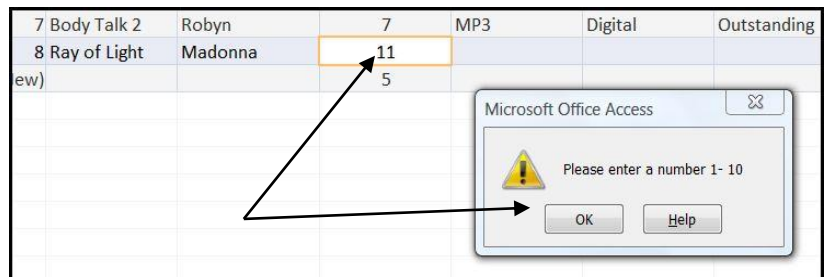 7 Body Talk 2 Robyn 7 MP3 Digital Outstanding
8 Ray of Light Madonna 11
ew) 5
Microsoft Office Access
Please enter a number 1- 10
OK Help